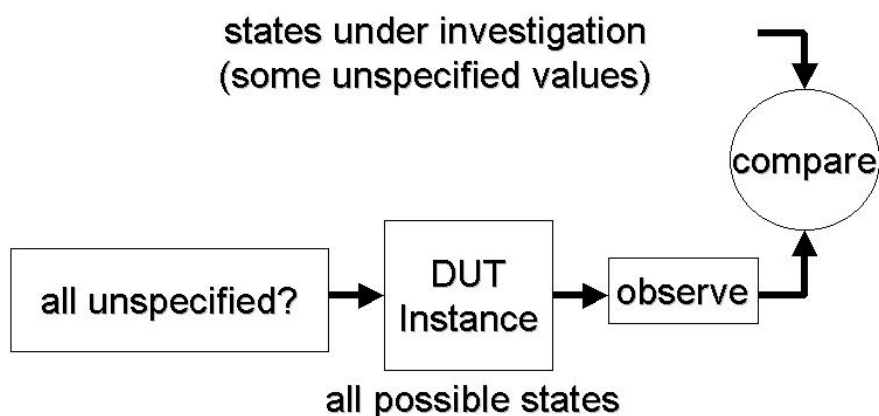 states under investigation
(some unspecified values)
compare
all unspecified?
DUT
Instance
observe
all possible states